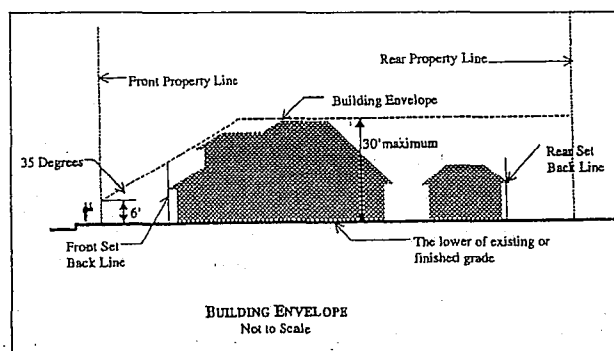 Rear Property Line
Front Property Line
Building Envelope
30' maximum
35 Degrees
Rear Set
Back Line
6'
Front Set
Back Line
The lower of existing or
finished grade
BUILDING ENVELOPE
Not to Scale